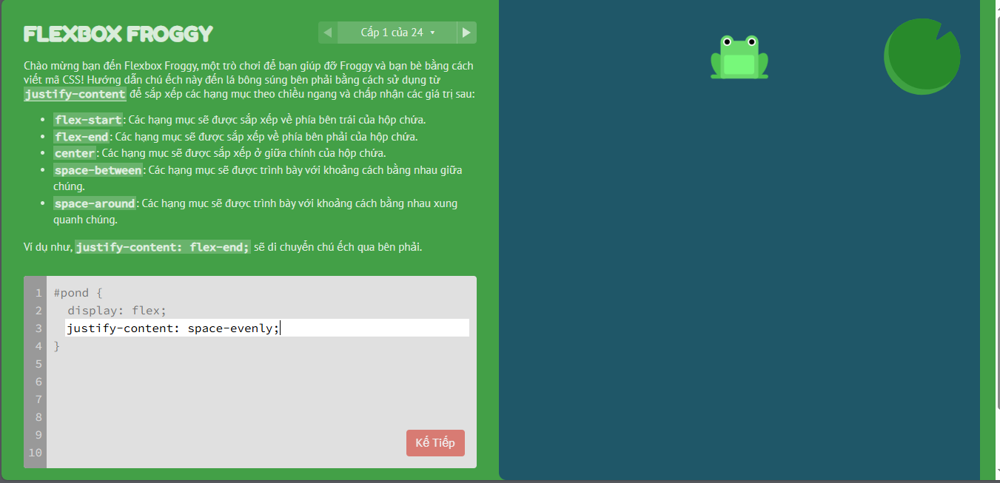 FLEXBOX FROGGY
Cấp 1 của 24
Chào mừng bạn đến Flexbox Froggy, một trò chơi để bạn giúp đỡ Froggy và bạn bè bằng cách
viết mã CSS! Hướng dẫn chú ếch này đến lá bông súng bên phải bằng cách sử dụng từ
justify-content để sắp xếp các hạng mục theo chiều ngang và chấp nhận các giá trị sau:
• flex-start: Các hạng mục sẽ được sắp xếp về phía bên trái của hộp chứa.
• flex-end: Các hạng mục sẽ được sắp xếp về phía bên phải của hộp chứa.
• center: Các hạng mục sẽ được sắp xếp ở giữa chính của hộp chứa.
• space-between: Các hạng mục sẽ được trình bày với khoảng cách bằng nhau giữa
chúng.
• space-around: Các hạng mục sẽ được trình bày với khoảng cách bằng nhau xung
quanh chúng.
Ví dụ như, justify-content: flex-end; sẽ di chuyển chú ếch qua bên phải.
1 #pond {
2 display: flex;
3 justify-content: space-evenly;
4 }
5
6
7
8
9
10
Kế Tiếp